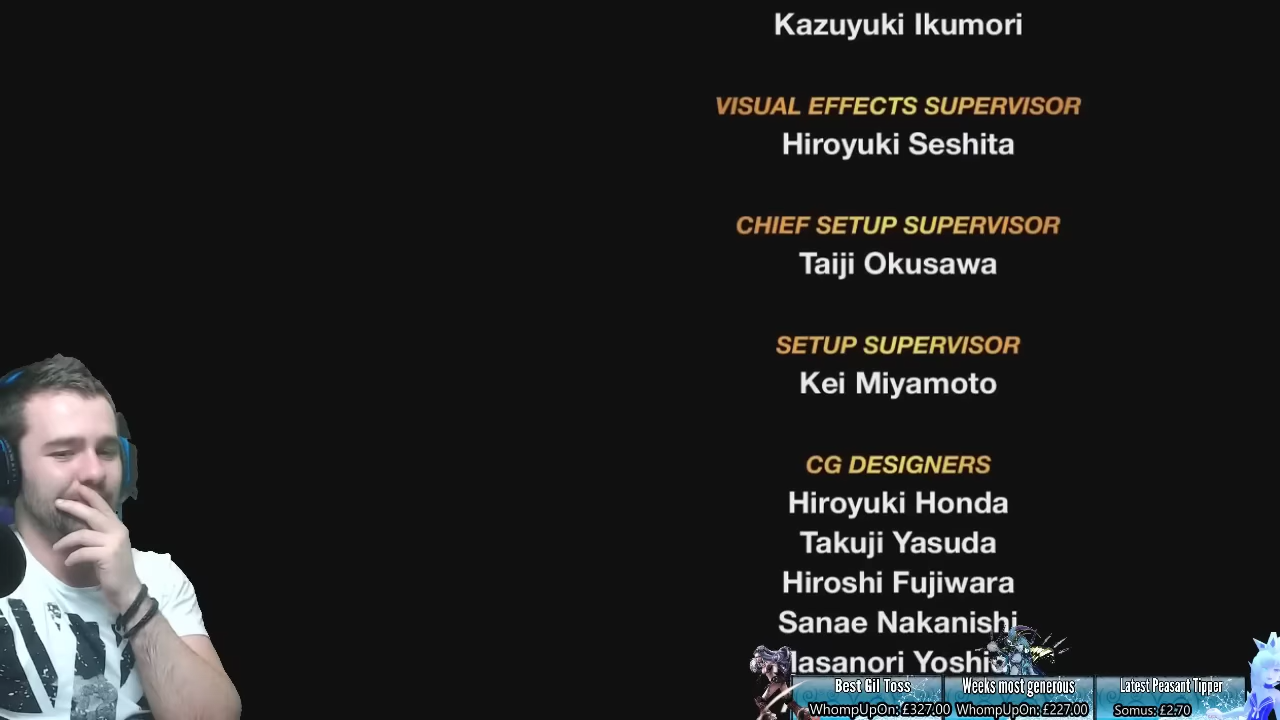 Kazuyuki Ikumori
VISUAL EFFECTS SUPERVISOR
Hiroyuki Seshita
CHIEF SETUP SUPERVISOR
Taiji Okusawa
SETUP SUPERVISOR
Kei Miyamoto
CG DESIGNERS
Hiroyuki Honda
Takuji Yasuda
Hiroshi Fujiwara
Sanae Nakanishi
Best Gil Toss
Weeks most generous
Latest Peasant Tipper
WhompUpOn: £327.00
WhompUpOn: £227.00
Somus: £2.70